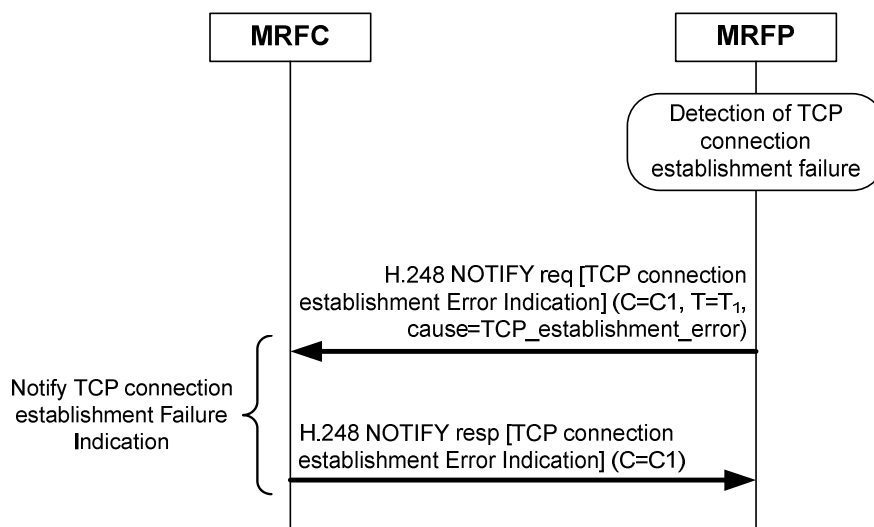 MRFC
MRFP
Detection of TCP
connection
establishment failure
H.248 NOTIFY req [TCP connection
establishment Error Indication] (C=C1, T=T₁,
cause=TCP_establishment_error)
Notify TCP connection
establishment Failure
Indication
H.248 NOTIFY resp [TCP connection
establishment Error Indication] (C=C1)